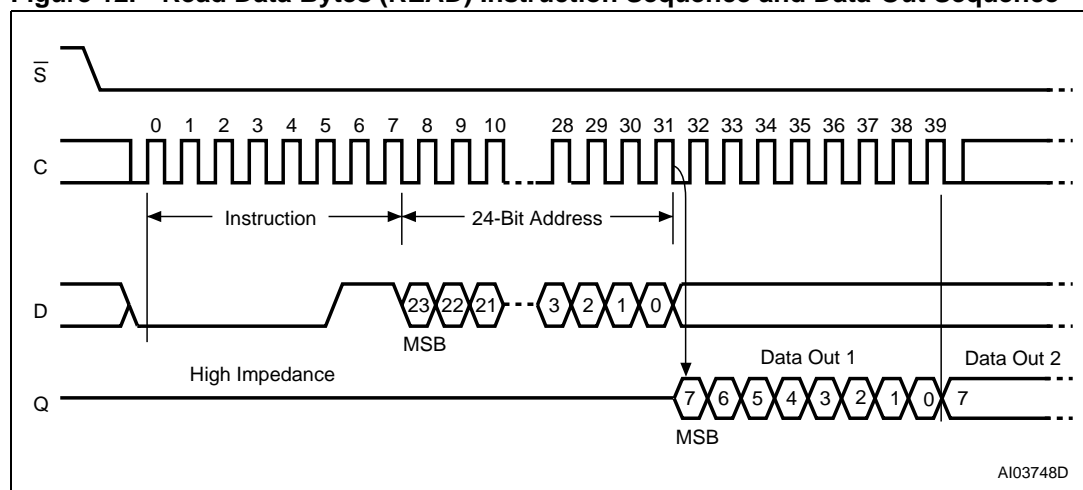 Figure 12. Read Data Bytes (READ) Instruction Sequence and Data-Out Sequence
S
0 1 2 3 4 5 6 7 8 9 10 28 29 30 31 32 33 34 35 36 37 38 39
C
Instruction 24-Bit Address
D
23 22 21 3 2 1 0
MSB
Data Out 1 Data Out 2
High Impedance
Q
7 6 5 4 3 2 1 0 7
MSB
AI03748D